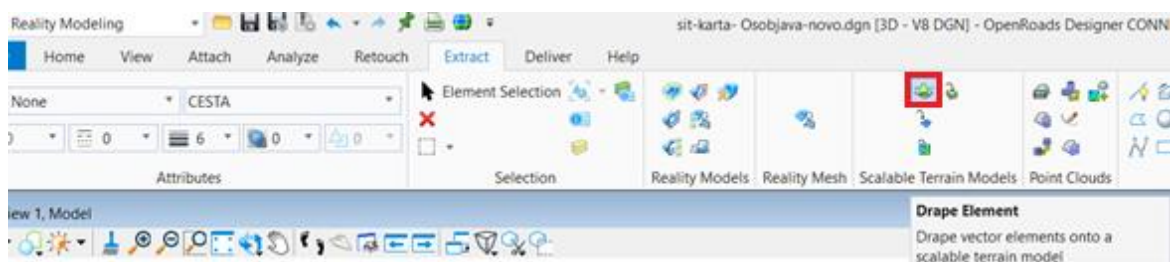 Reality Modeling
sit-karta- Osobjava-novo.dgn [3D - V8 DGN] - OpenRoads Designer CONN
Home View Attach Analyze Retouch Extract Deliver Help
None CESTA Element Selection
0 6 0 0
Attributes Selection Reality Models Reality Mesh Scalable Terrain Models Point Clouds
iew 1, Model
Drape Element
Drape vector elements onto a
scalable terrain model